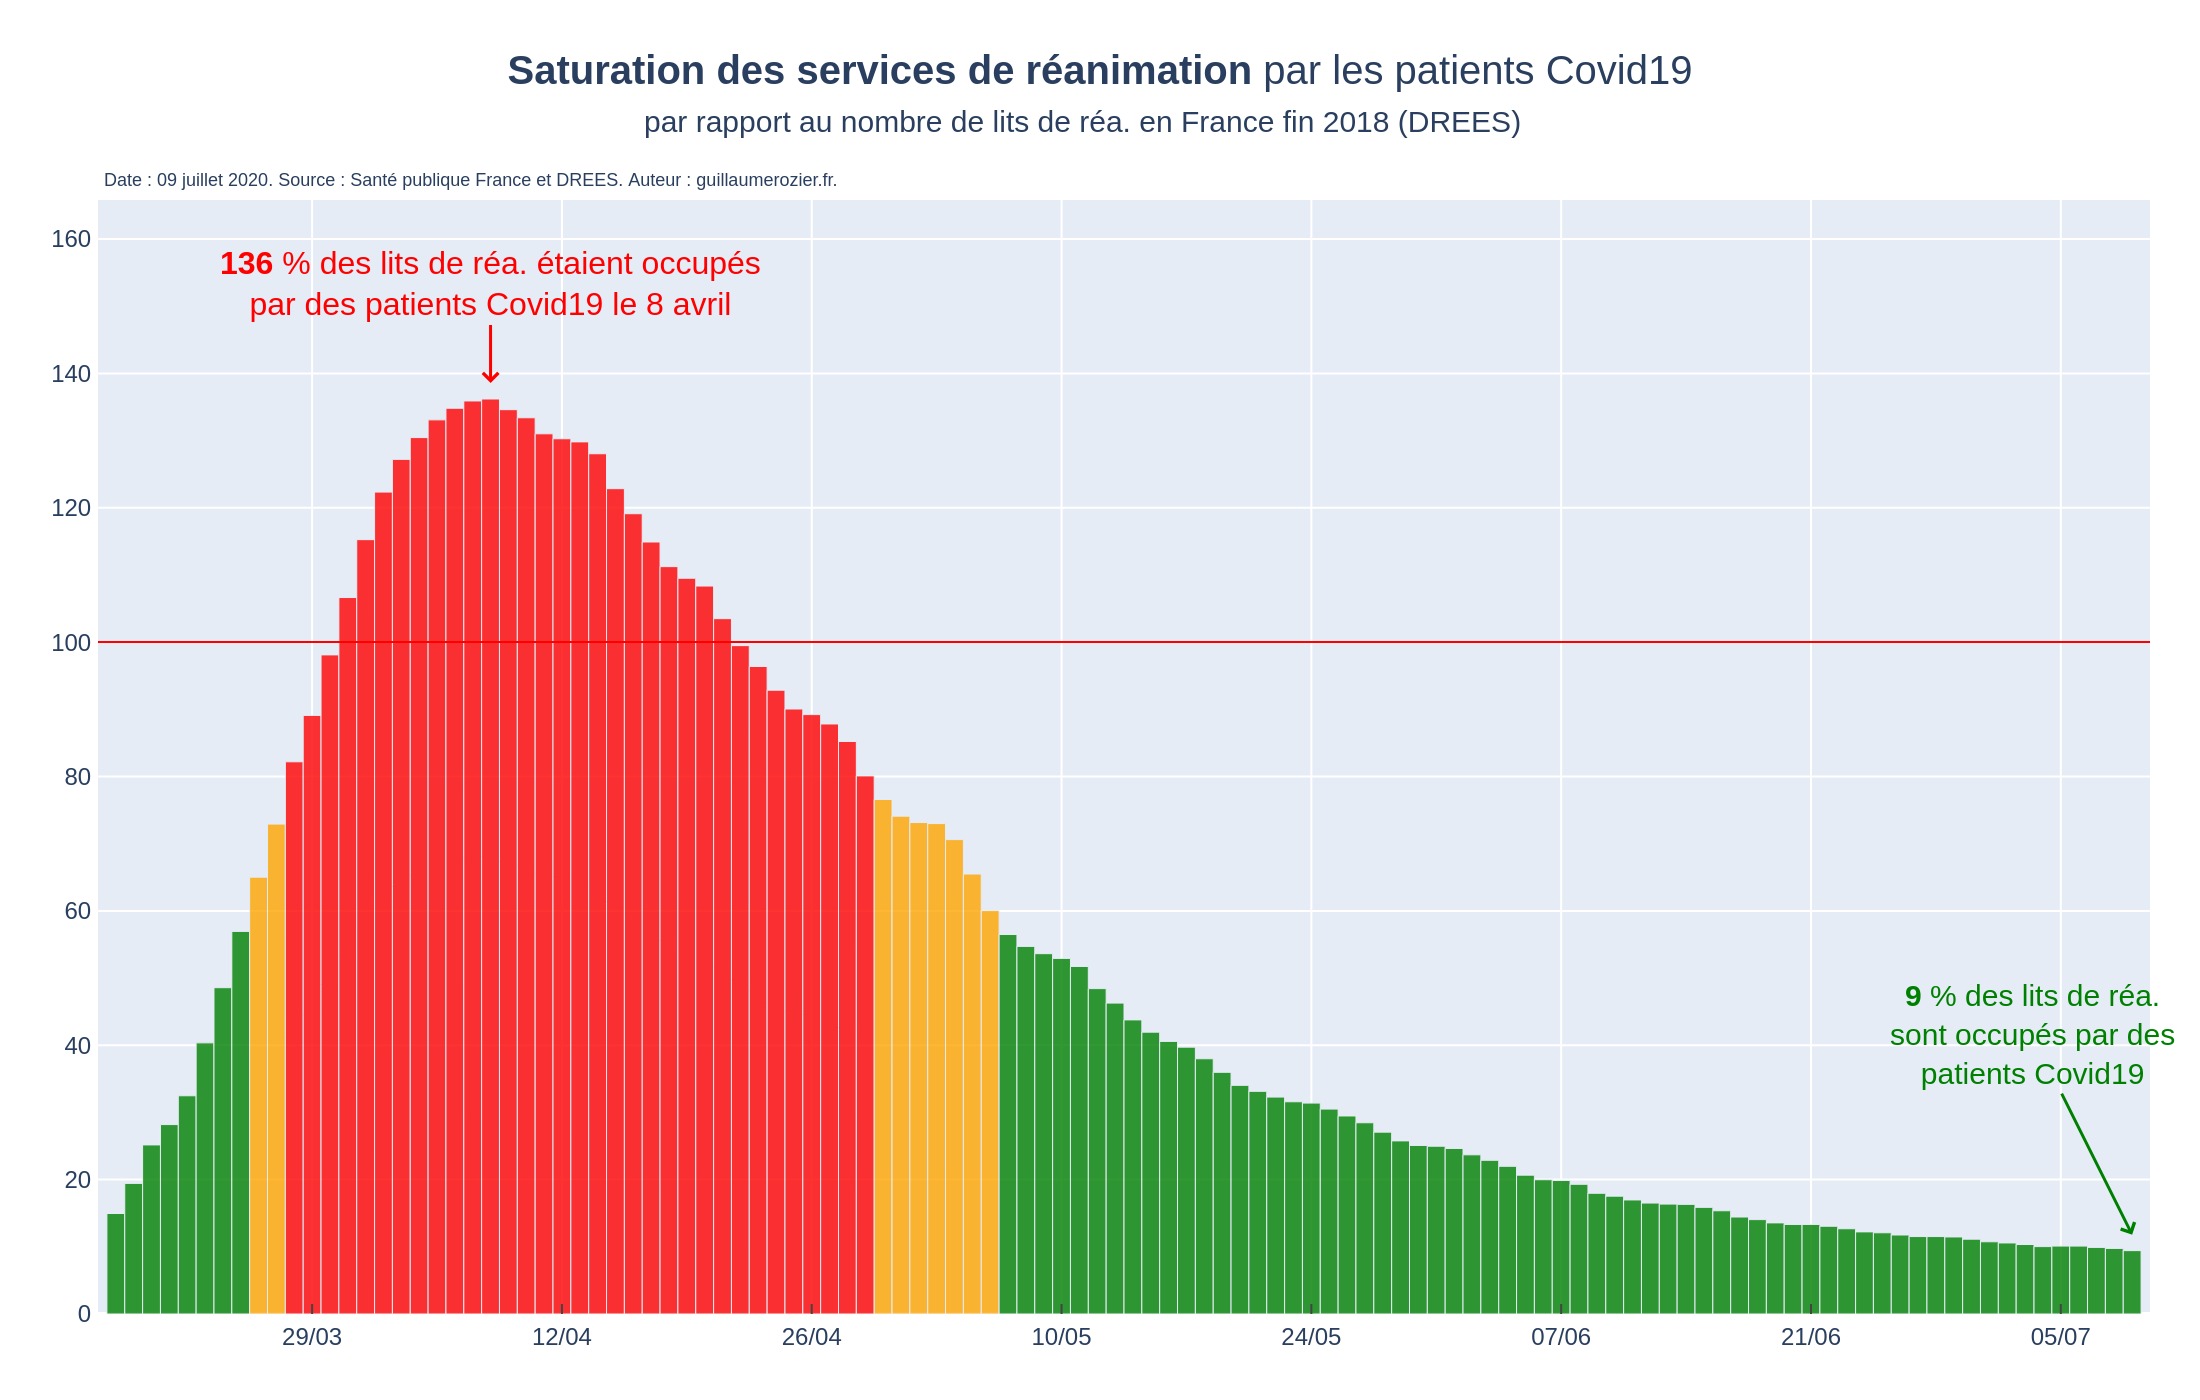 Saturation des services de réanimation par les patients Covid19
par rapport au nombre de lits de réa. en France fin 2018 (DREES)
Date : 09 juillet 2020. Source : Santé publique France et DREES. Auteur : guillaumerozier.fr.
160
136 % des lits de réa. étaient occupés
par des patients Covid19 le 8 avril
140
120
100
80
60
9 % des lits de réa.
sont occupés par des
patients Covid19
40
20
0
29/03 12/04 26/04 10/05 24/05 07/06 21/06 05/07